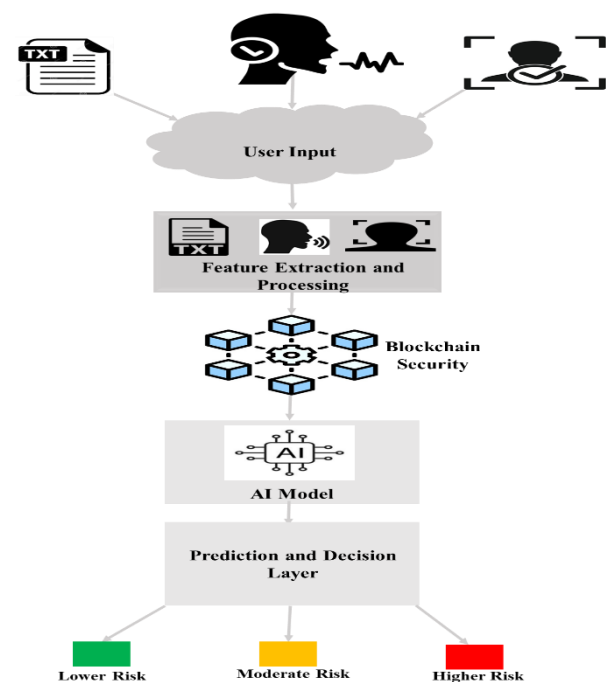 TXT
User Input
TXT
Feature Extraction and
Processing
Blockchain
Security
AI
AI Model
Prediction and Decision
Layer
Lower Risk
Moderate Risk
Higher Risk